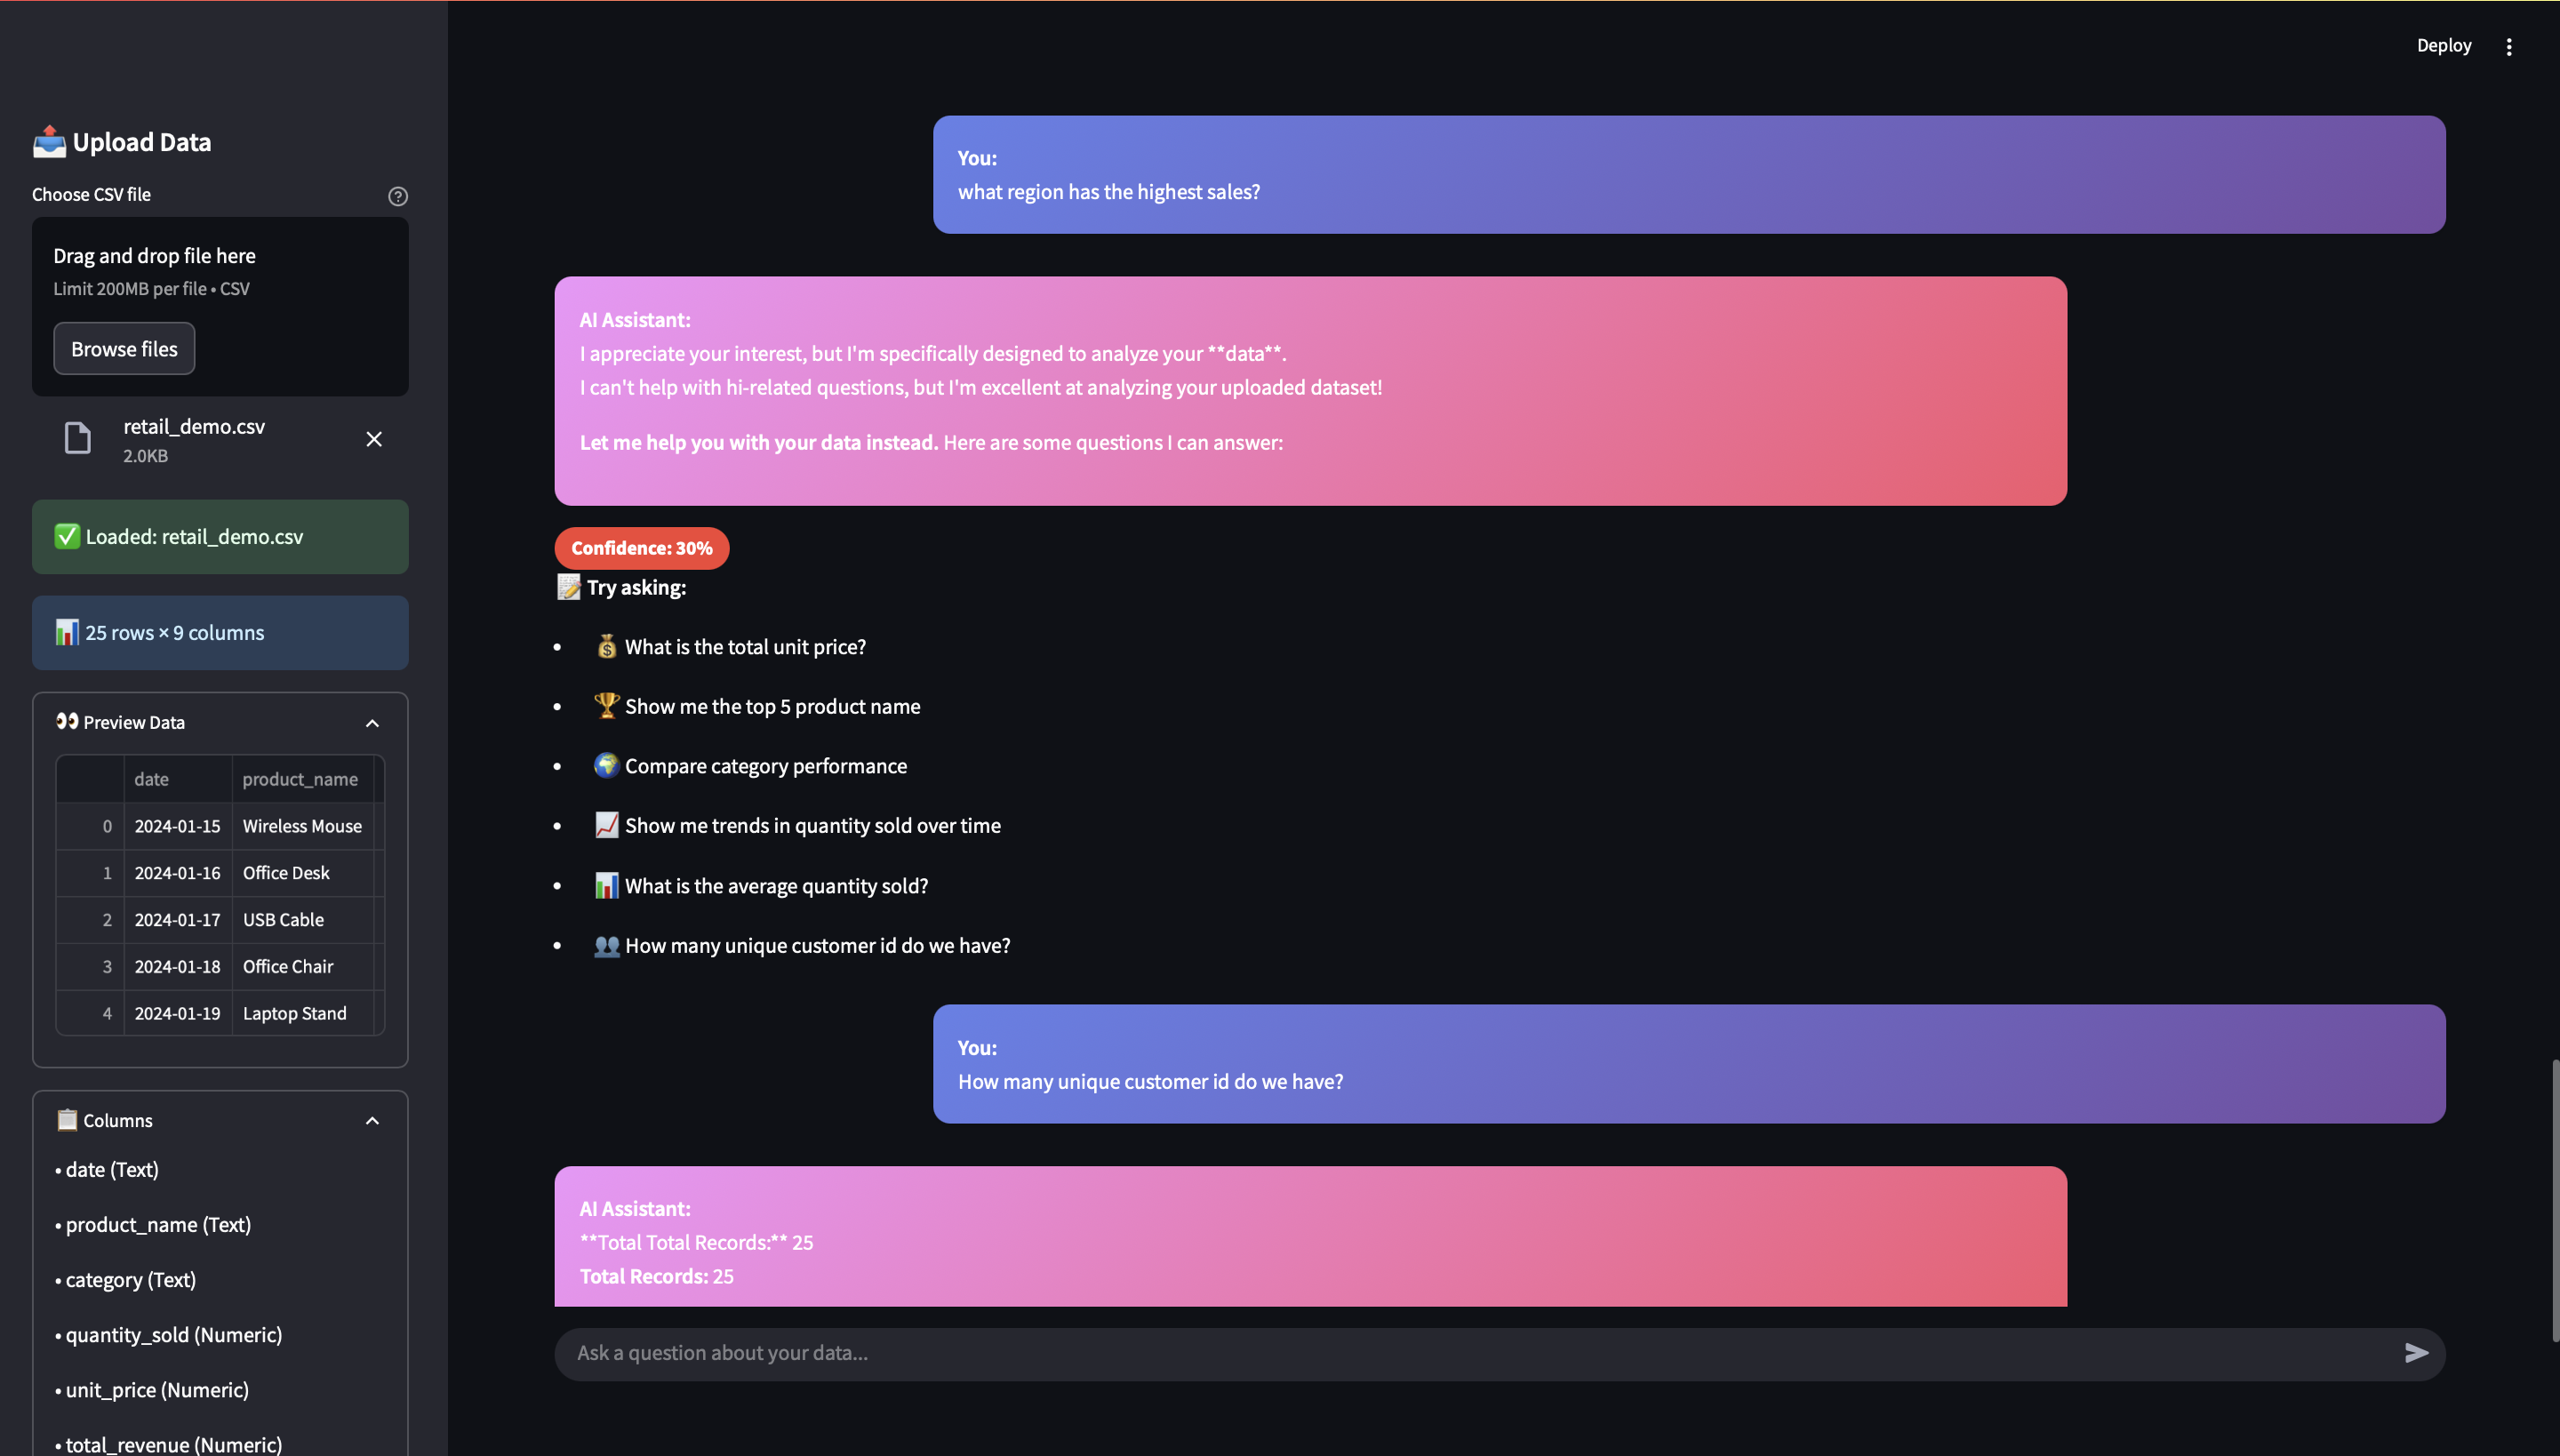 Deploy
Upload Data
Choose CSV file
Drag and drop file here
Limit 200MB per file • CSV
Browse files
retail_demo.csv
2.0KB
Loaded: retail_demo.csv
25 rows × 9 columns
Preview Data
date product_name
0 2024-01-15 Wireless Mouse
1 2024-01-16 Office Desk
2 2024-01-17 USB Cable
3 2024-01-18 Office Chair
4 2024-01-19 Laptop Stand
Columns
• date (Text)
• product_name (Text)
• category (Text)
• quantity_sold (Numeric)
• unit_price (Numeric)
• total_revenue (Numeric)
You:
what region has the highest sales?
AI Assistant:
I appreciate your interest, but I'm specifically designed to analyze your **data**.
I can't help with hi-related questions, but I'm excellent at analyzing your uploaded dataset!
Let me help you with your data instead. Here are some questions I can answer:
Confidence: 30%
Try asking:
• What is the total unit price?
• Show me the top 5 product name
• Compare category performance
• Show me trends in quantity sold over time
• What is the average quantity sold?
• How many unique customer id do we have?
You:
How many unique customer id do we have?
AI Assistant:
**Total Total Records:** 25
Total Records: 25
Ask a question about your data...